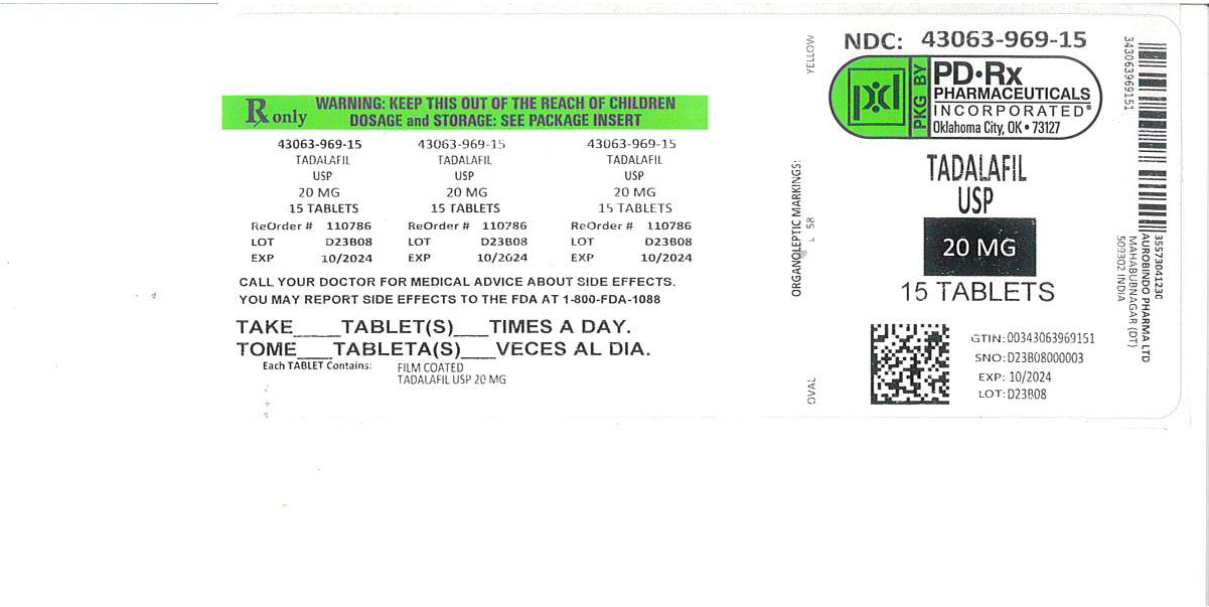 Rx only
WARNING: KEEP THIS OUT OF THE REACH OF CHILDREN
DOSAGE and STORAGE: SEE PACKAGE INSERT
43063-969-15 43063-969-15 43063-969-15
TADALAFIL TADALAFIL TADALAFIL
USP USP USP
20 MG 20 MG 20 MG
15 TABLETS 15 TABLETS 15 TABLETS
ReOrder # 110786 ReOrder # 110786 ReOrder # 110786
LOT D23B08 LOT D23B08 LOT D23B08
EXP 10/2024 EXP 10/2024 EXP 10/2024
CALL YOUR DOCTOR FOR MEDICAL ADVICE ABOUT SIDE EFFECTS.
YOU MAY REPORT SIDE EFFECTS TO THE FDA AT 1-800-FDA-1088
TAKE____TABLET(S)___TIMES A DAY.
TOME___TABLETA(S)___VECES AL DIA.
Each TABLET Contains: FILM COATED
TADALAFIL USP 20 MG
YELLOW
ORGANOLEPTIC MARKINGS:
L 58
OVAL
NDC: 43063-969-15
PKG BY
PD·Rx
PHARMACEUTICALS
INCORPORATED®
Oklahoma City, OK • 73127
TADALAFIL
USP
20 MG
15 TABLETS
GTIN:00343063969151
SNO:D23B08000003
EXP: 10/2024
LOT:D23B08
343063969151
35573041230
AUROBINDO PHARMA LTD
MAHABUBNAGAR (DT)
509302 INDIA